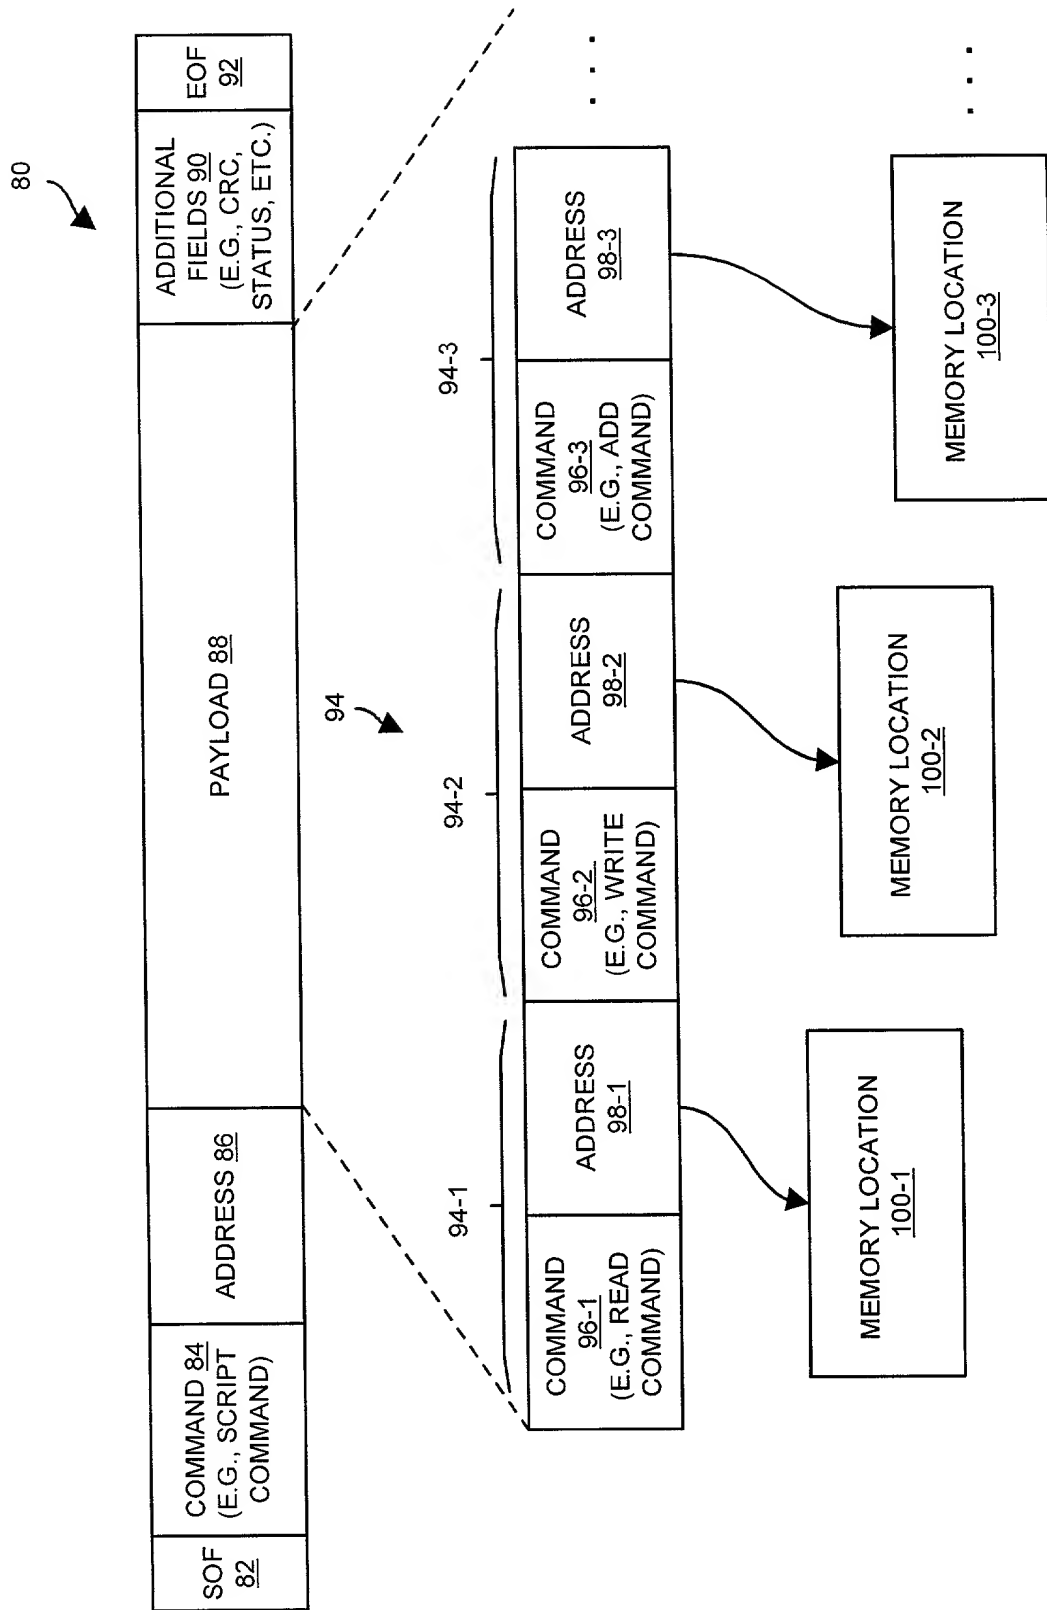 80
SOF
82
COMMAND 84
(E.G., SCRIPT
COMMAND)
ADDRESS 86
PAYLOAD 88
ADDITIONAL
FIELDS 90
(E.G., CRC,
STATUS, ETC.)
EOF
92
94
94-1
94-2
94-3
COMMAND
96-1
(E.G., READ
COMMAND)
ADDRESS
98-1
COMMAND
96-2
(E.G., WRITE
COMMAND)
ADDRESS
98-2
COMMAND
96-3
(E.G., ADD
COMMAND)
ADDRESS
98-3
. . .
MEMORY LOCATION
100-1
MEMORY LOCATION
100-2
MEMORY LOCATION
100-3
. . .